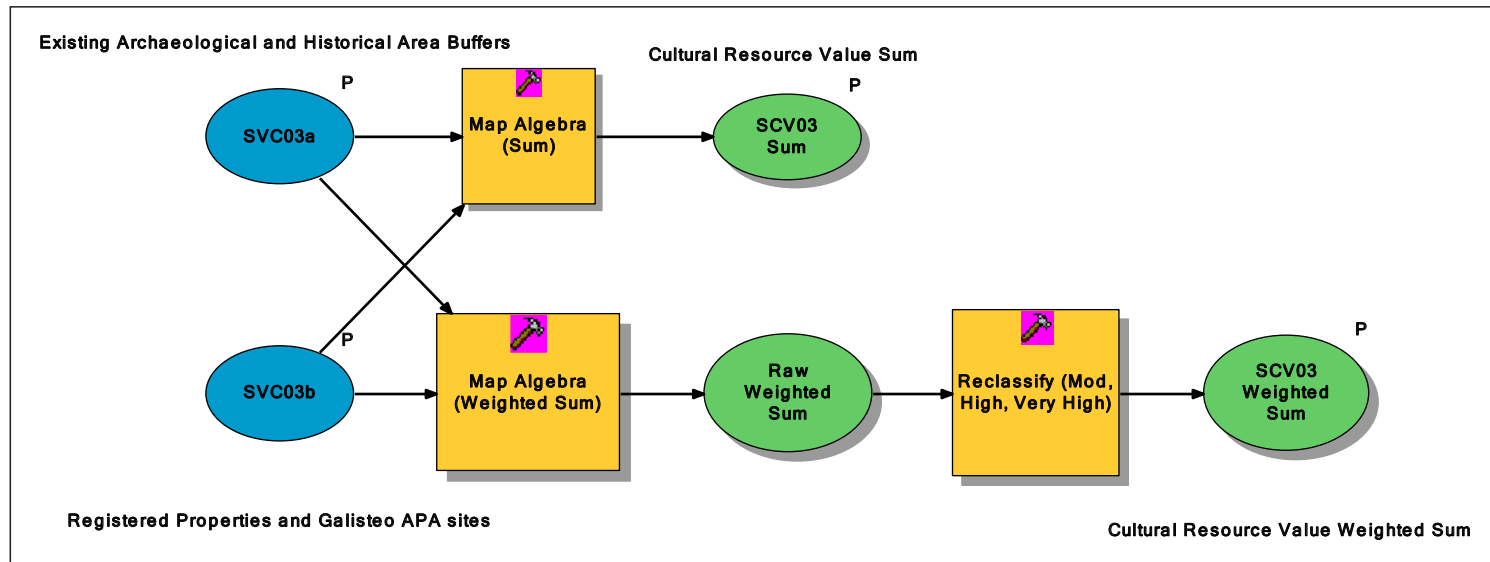 Existing Archaeological and Historical Area Buffers
Cultural Resource Value Sum
P
P
SVC03a
Map Algebra
(Sum)
SCV03
Sum
P
P
SVC03b
Map Algebra
(Weighted Sum)
Raw
Weighted
Sum
Reclassify (Mod,
High, Very High)
SCV03
Weighted
Sum
Registered Properties and Galisteo APA sites
Cultural Resource Value Weighted Sum